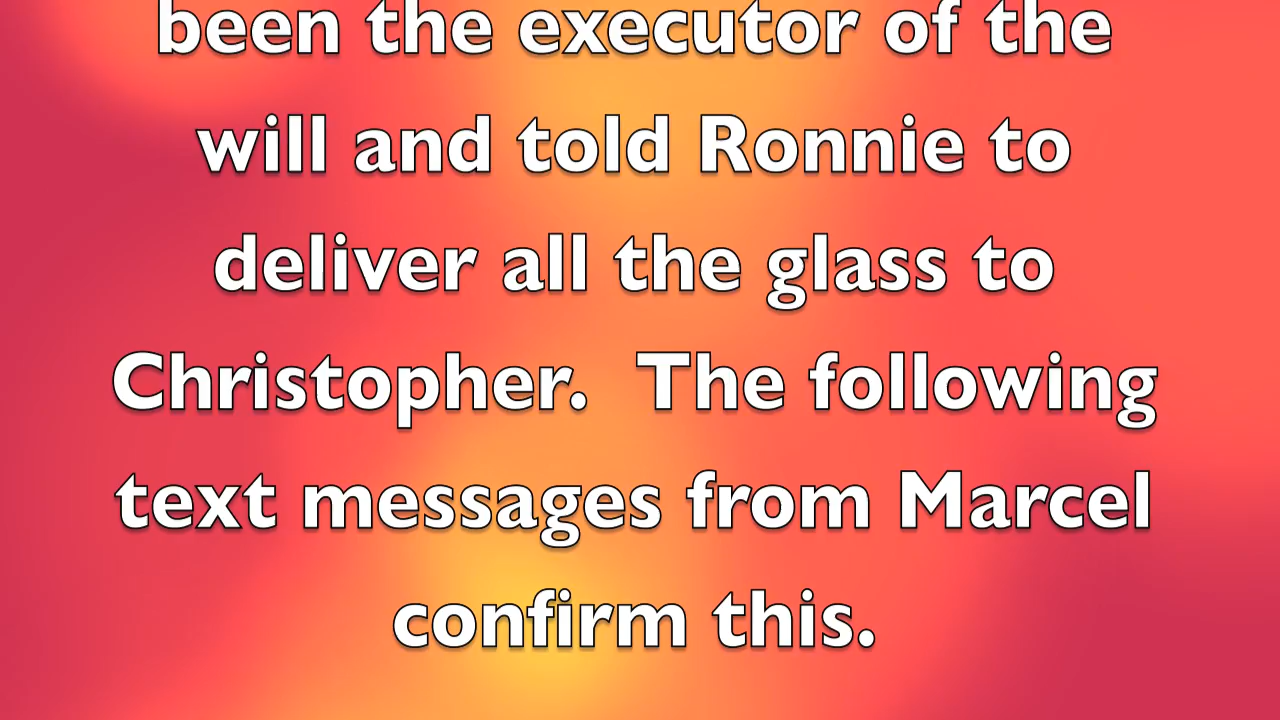 been the executor of the
will and told Ronnie to
deliver all the glass to
Christopher.  The following
text messages from Marcel
confirm this.